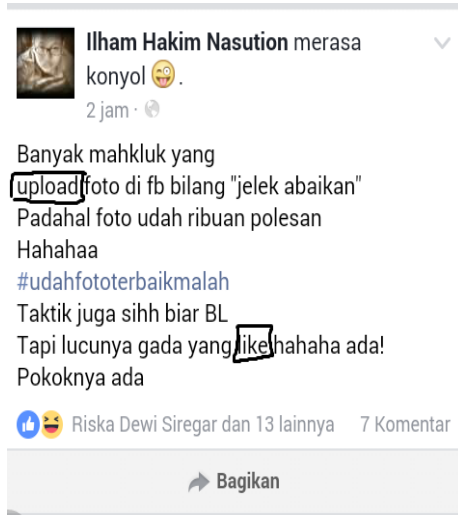 Ilham Hakim Nasution merasa
konyol 😜.
2 jam ·
Banyak mahkluk yang
upload foto di fb bilang "jelek abaikan"
Padahal foto udah ribuan polesan
Hahahaa
#udahfototerbaikmalah
Taktik juga sihh biar BL
Tapi lucunya gada yang like hahaha ada!
Pokoknya ada
Riska Dewi Siregar dan 13 lainnya 7 Komentar
Bagikan